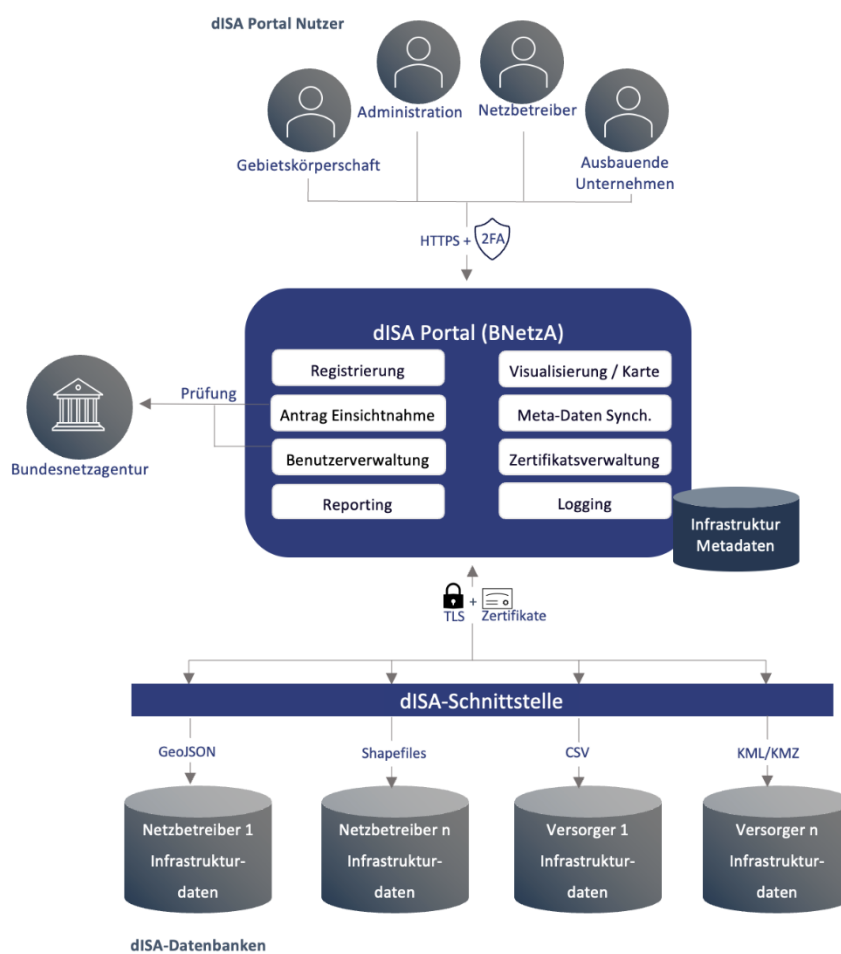 dISA Portal Nutzer
Administration
Netzbetreiber
Gebietskörperschaft
Ausbauende
Unternehmen
HTTPS +
2FA
dISA Portal (BNetzA)
Registrierung
Visualisierung / Karte
Prüfung
Antrag Einsichtnahme
Meta-Daten Synch.
Benutzerverwaltung
Zertifikatsverwaltung
Bundesnetzagentur
Reporting
Logging
Infrastruktur
Metadaten
+
TLS
Zertifikate
dISA-Schnittstelle
GeoJSON
Shapefiles
CSV
KML/KMZ
Netzbetreiber 1
Infrastruktur-
daten
Netzbetreiber n
Infrastruktur-
daten
Versorger 1
Infrastruktur-
daten
Versorger n
Infrastruktur-
daten
dISA-Datenbanken